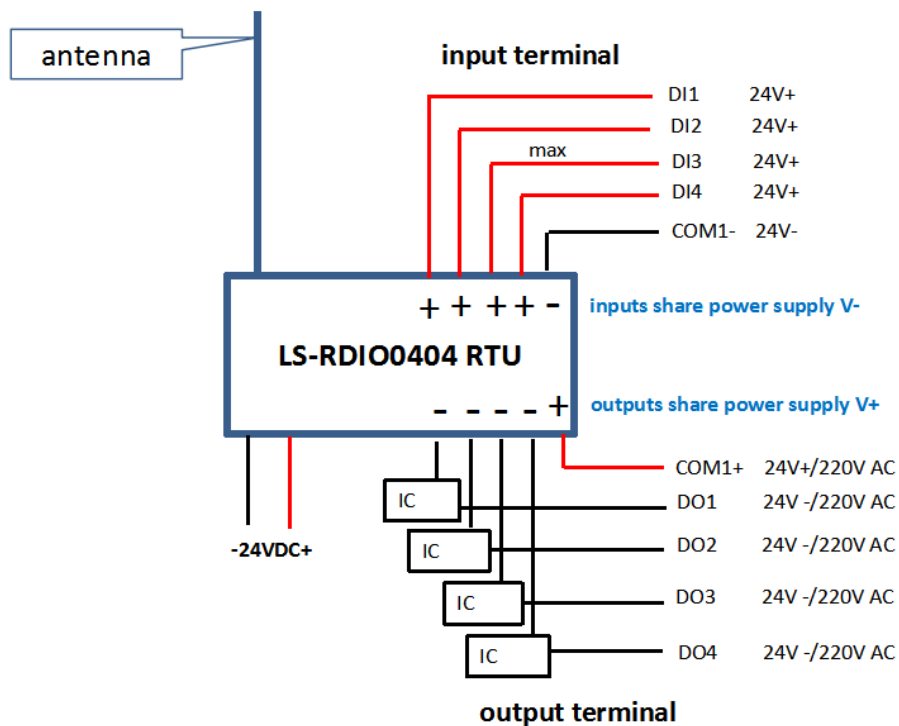 antenna
input terminal
DI1 24V+
DI2 24V+
max
DI3 24V+
DI4 24V+
COM1- 24V-
+ + + + -
inputs share power supply V-
LS-RDIO0404 RTU
- - - - +
outputs share power supply V+
COM1+ 24V+/220V AC
IC
DO1 24V -/220V AC
-24VDC+
IC
DO2 24V -/220V AC
IC
DO3 24V -/220V AC
IC
DO4 24V -/220V AC
output terminal